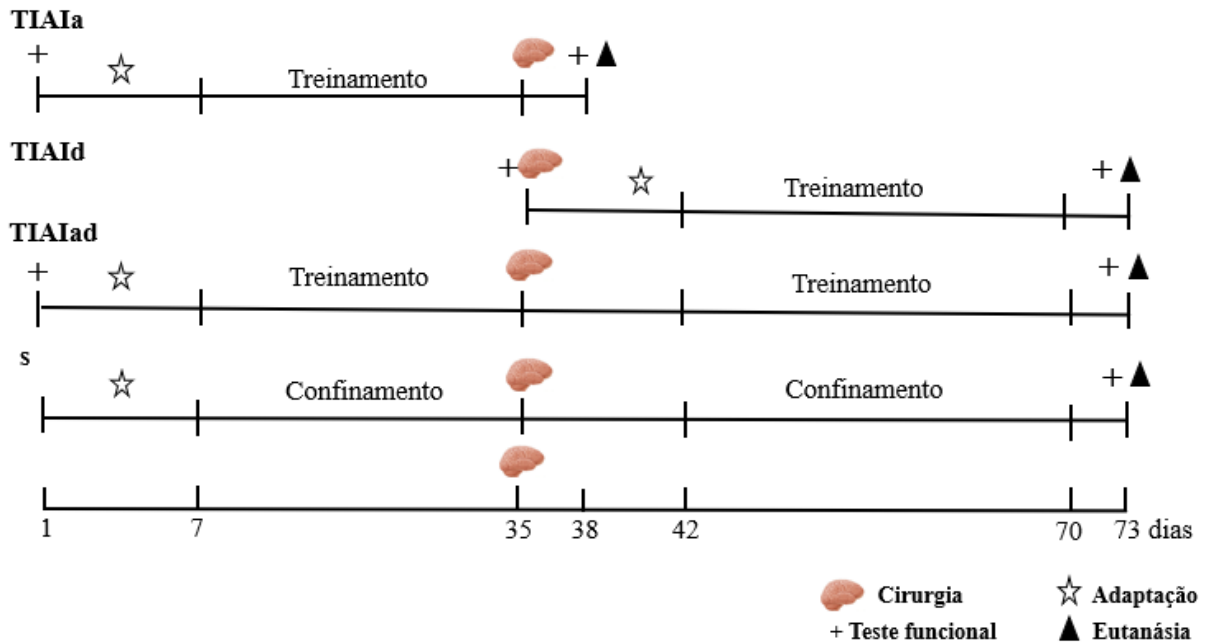 TIAIa
+
Treinamento
+
TIAId
+
Treinamento
+
TIAIad
+
Treinamento
Treinamento
+
s
Confinamento
Confinamento
+
1 7 35 38 42 70 73 dias
Cirurgia
Adaptação
+ Teste funcional
Eutanásia